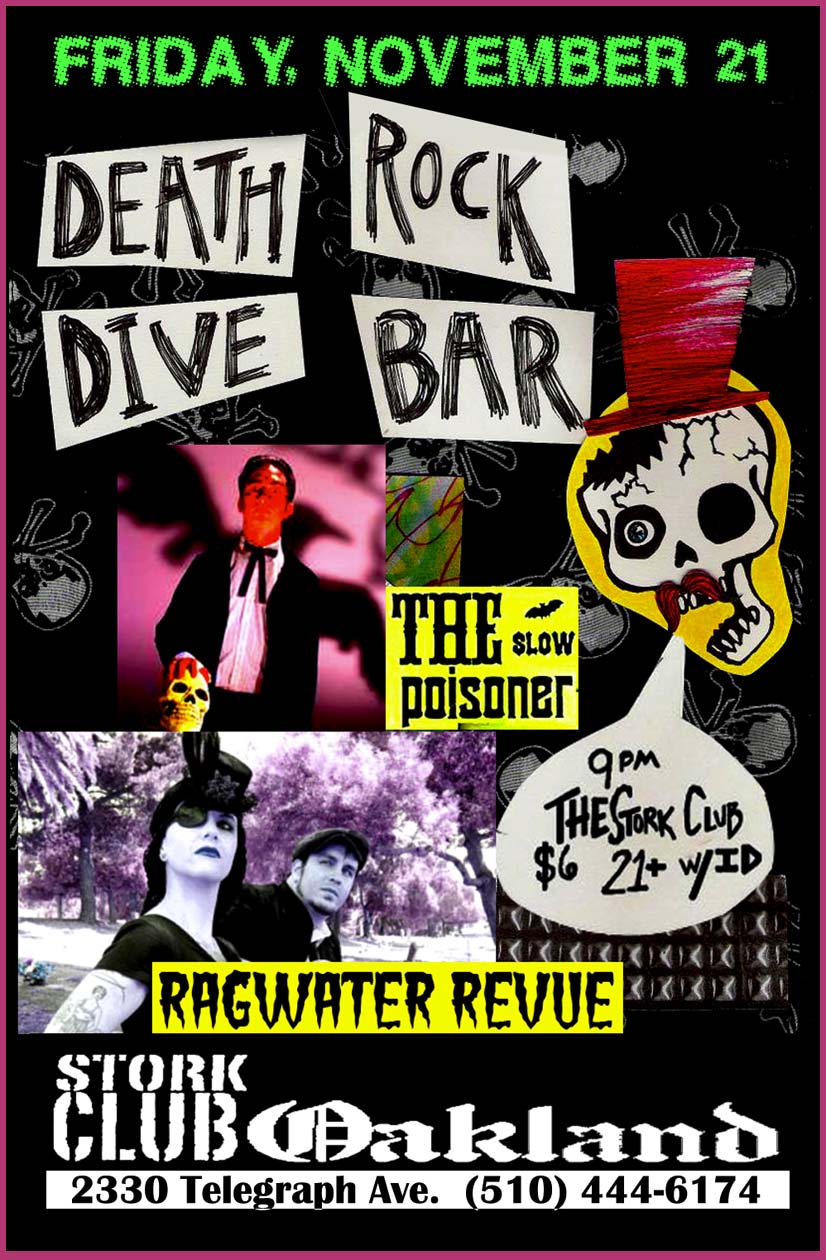 FRIDAY, NOVEMBER 21
DEATH ROCK
DIVE BAR
THE SLOW
poisoner
9PM
THE STORK CLUB
$6 21+ W/ID
RAGWATER REVUE
STORK
CLUB Oakland
2330 Telegraph Ave. (510) 444-6174